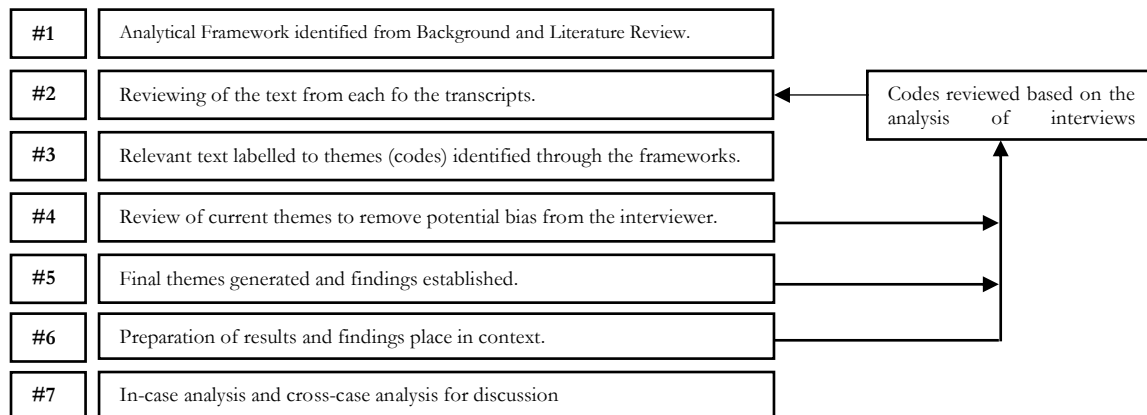 #1 Analytical Framework identified from Background and Literature Review.
#2 Reviewing of the text from each fo the transcripts.
Codes reviewed based on the
analysis of interviews
#3 Relevant text labelled to themes (codes) identified through the frameworks.
#4 Review of current themes to remove potential bias from the interviewer.
#5 Final themes generated and findings established.
#6 Preparation of results and findings place in context.
#7 In-case analysis and cross-case analysis for discussion